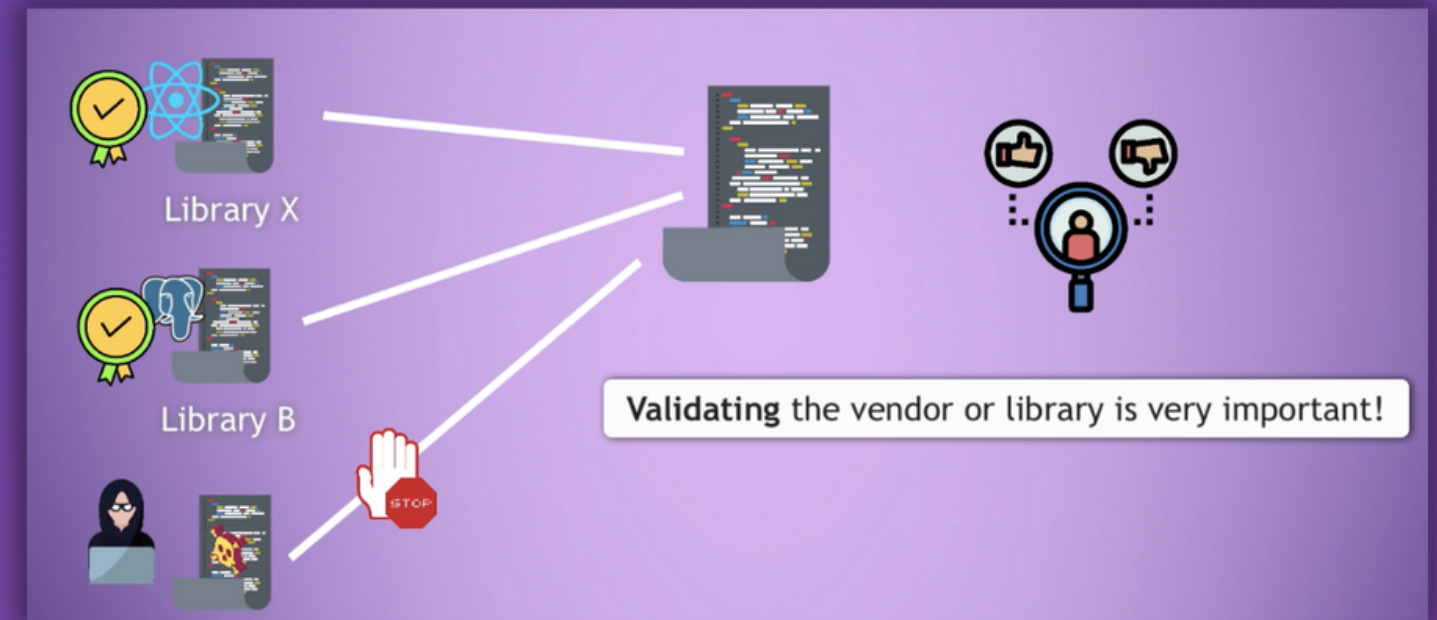 Library X
Library B
STOP
Validating the vendor or library is very important!